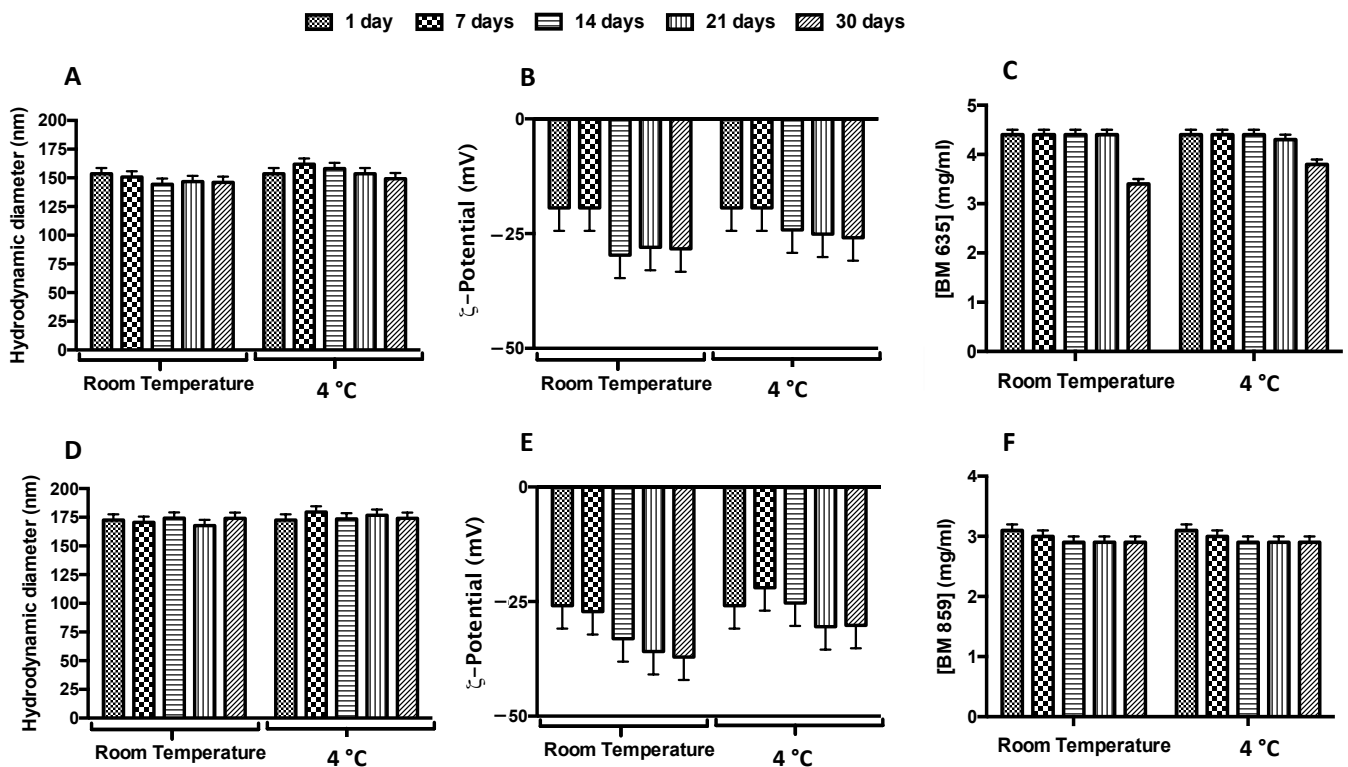 1 day 7 days 14 days 21 days 30 days
A
B
C
Hydrodynamic diameter (nm)
200
175
150
125
100
75
50
25
0
Room Temperature
4 °C
ζ-Potential (mV)
0
−25
−50
Room Temperature
4 °C
[BM 635] (mg/ml)
5
4
3
2
1
0
Room Temperature
4 °C
D
E
F
Hydrodynamic diameter (nm)
200
175
150
125
100
75
50
25
0
Room Temperature
4 °C
ζ-Potential (mV)
0
−25
−50
Room Temperature
4 °C
[BM 859] (mg/ml)
4
3
2
1
0
Room Temperature
4 °C